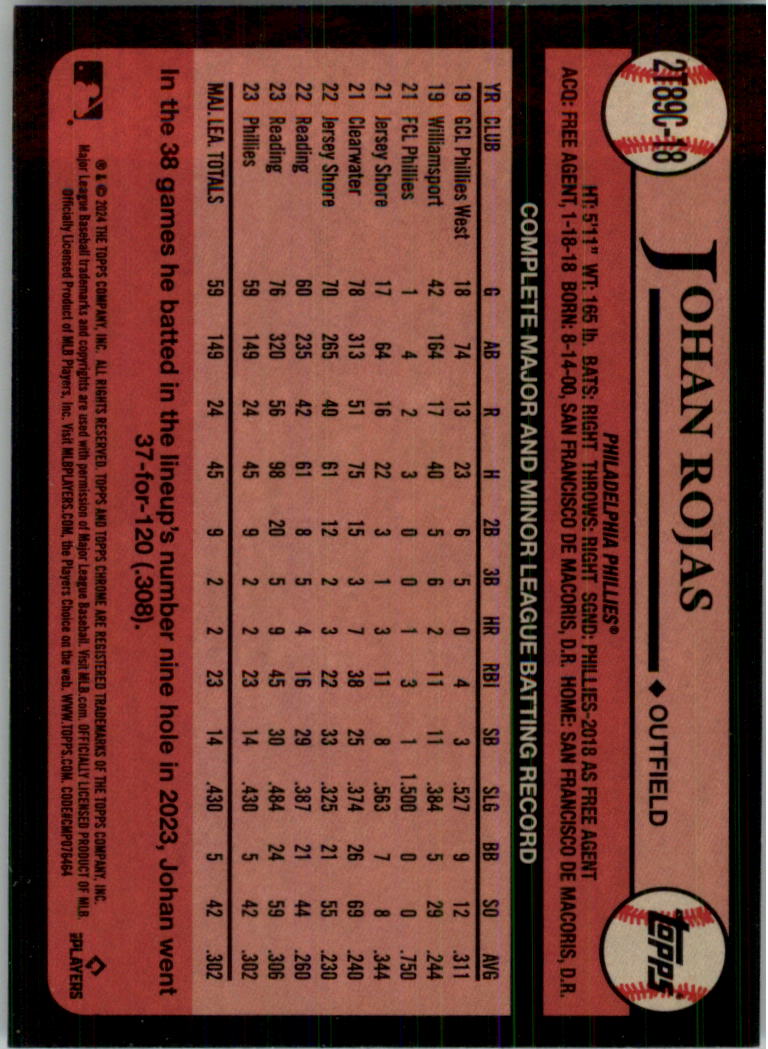 2T89C-18
JOHAN ROJAS
◆ OUTFIELD
topps®
PHILADELPHIA PHILLIES®
HT: 5'11" WT: 165 lb. BATS: RIGHT THROWS: RIGHT SGND: PHILLIES-2018 AS FREE AGENT
ACQ: FREE AGENT, 1-18-18 BORN: 8-14-00, SAN FRANCISCO DE MACORIS, D.R. HOME: SAN FRANCISCO DE MACORIS, D.R.
COMPLETE MAJOR AND MINOR LEAGUE BATTING RECORD
YR CLUB G AB R H 2B 3B HR RBI SB SLG BB SO AVG
19 GCL Phillies West 18 74 13 23 6 5 0 4 3 .527 9 12 .311
19 Williamsport 42 164 17 40 5 6 2 11 11 .384 5 29 .244
21 FCL Phillies 1 4 2 3 0 0 1 3 1 1.500 0 0 .750
21 Jersey Shore 17 64 16 22 3 1 3 11 8 .563 7 8 .344
21 Clearwater 78 313 51 75 15 3 7 38 25 .374 26 69 .240
22 Jersey Shore 70 265 40 61 12 2 3 22 33 .325 21 55 .230
22 Reading 60 235 42 61 8 5 4 16 29 .387 21 44 .260
23 Reading 76 320 56 98 20 5 9 45 30 .484 24 59 .306
23 Phillies 59 149 24 45 9 2 2 23 14 .430 5 42 .302
MAJ. LEA. TOTALS 59 149 24 45 9 2 2 23 14 .430 5 42 .302
In the 38 games he batted in the lineup's number nine hole in 2023, Johan went
37-for-120 (.308).
® & © 2024 THE TOPPS COMPANY, INC. ALL RIGHTS RESERVED. TOPPS AND TOPPS CHROME ARE REGISTERED TRADEMARKS OF THE TOPPS COMPANY, INC.
Major League Baseball trademarks and copyrights are used with permission of Major League Baseball. Visit MLB.com. OFFICIALLY LICENSED PRODUCT OF MLB
Officially Licensed Product of MLB Players, Inc. Visit MLBPLAYERS.COM, the Players Choice on the web. WWW.TOPPS.COM. CODE#CMP076464
MLB PLAYERS